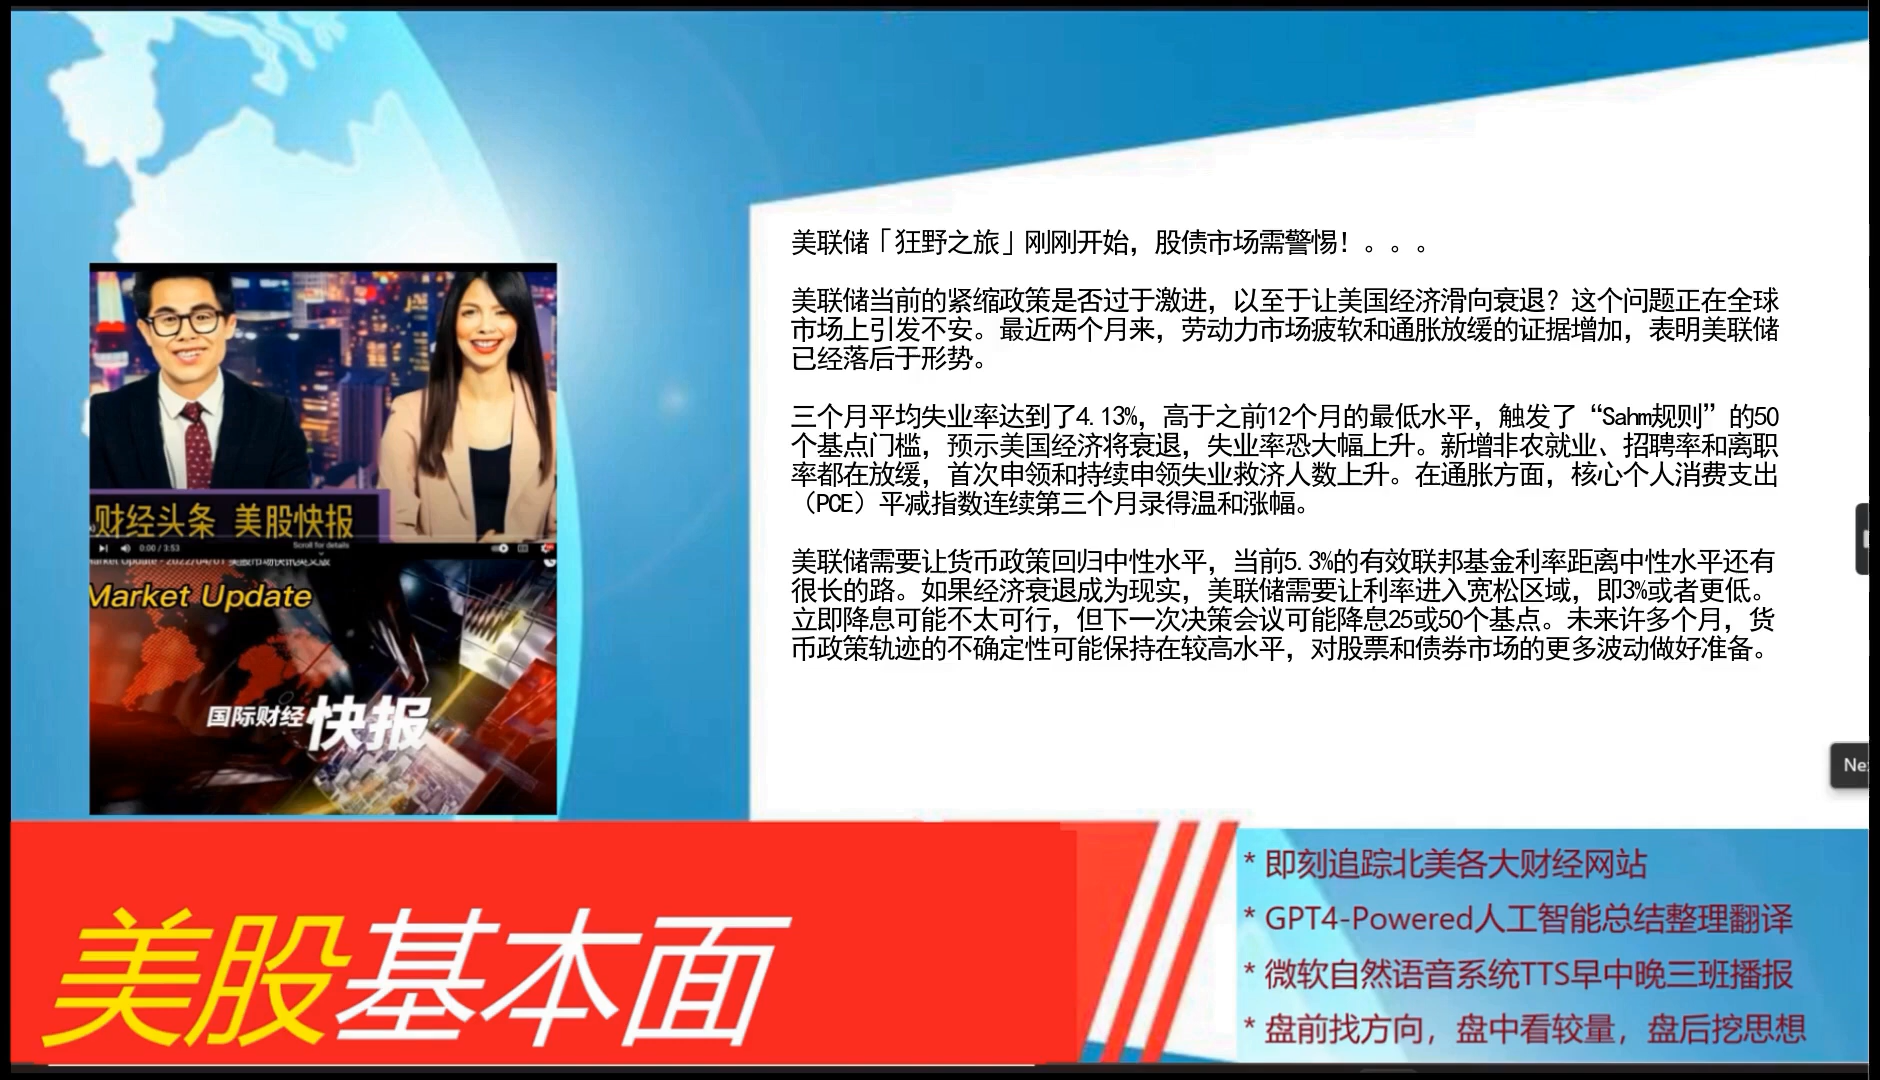 美联储「狂野之旅」刚刚开始，股债市场需警惕！。。。
美联储当前的紧缩政策是否过于激进，以至于让美国经济滑向衰退？这个问题正在全球
市场上引发不安。最近两个月来，劳动力市场疲软和通胀放缓的证据增加，表明美联储
已经落后于形势。
三个月平均失业率达到了4.13%，高于之前12个月的最低水平，触发了“Sahm规则”的50
个基点门槛，预示美国经济将衰退，失业率恐大幅上升。新增非农就业、招聘率和离职
率都在放缓，首次申领和持续申领失业救济人数上升。在通胀方面，核心个人消费支出
（PCE）平减指数连续第三个月录得温和涨幅。
美联储需要让货币政策回归中性水平，当前5.3%的有效联邦基金利率距离中性水平还有
很长的路。如果经济衰退成为现实，美联储需要让利率进入宽松区域，即3%或者更低。
立即降息可能不太可行，但下一次决策会议可能降息25或50个基点。未来许多个月，货
币政策轨迹的不确定性可能保持在较高水平，对股票和债券市场的更多波动做好准备。
财经头条 美股快报
0:00 / 3:53
Scroll for details
Market Update
国际财经快报
美股基本面
* 即刻追踪北美各大财经网站
* GPT4-Powered人工智能总结整理翻译
* 微软自然语音系统TTS早中晚三班播报
* 盘前找方向，盘中看较量，盘后挖思想